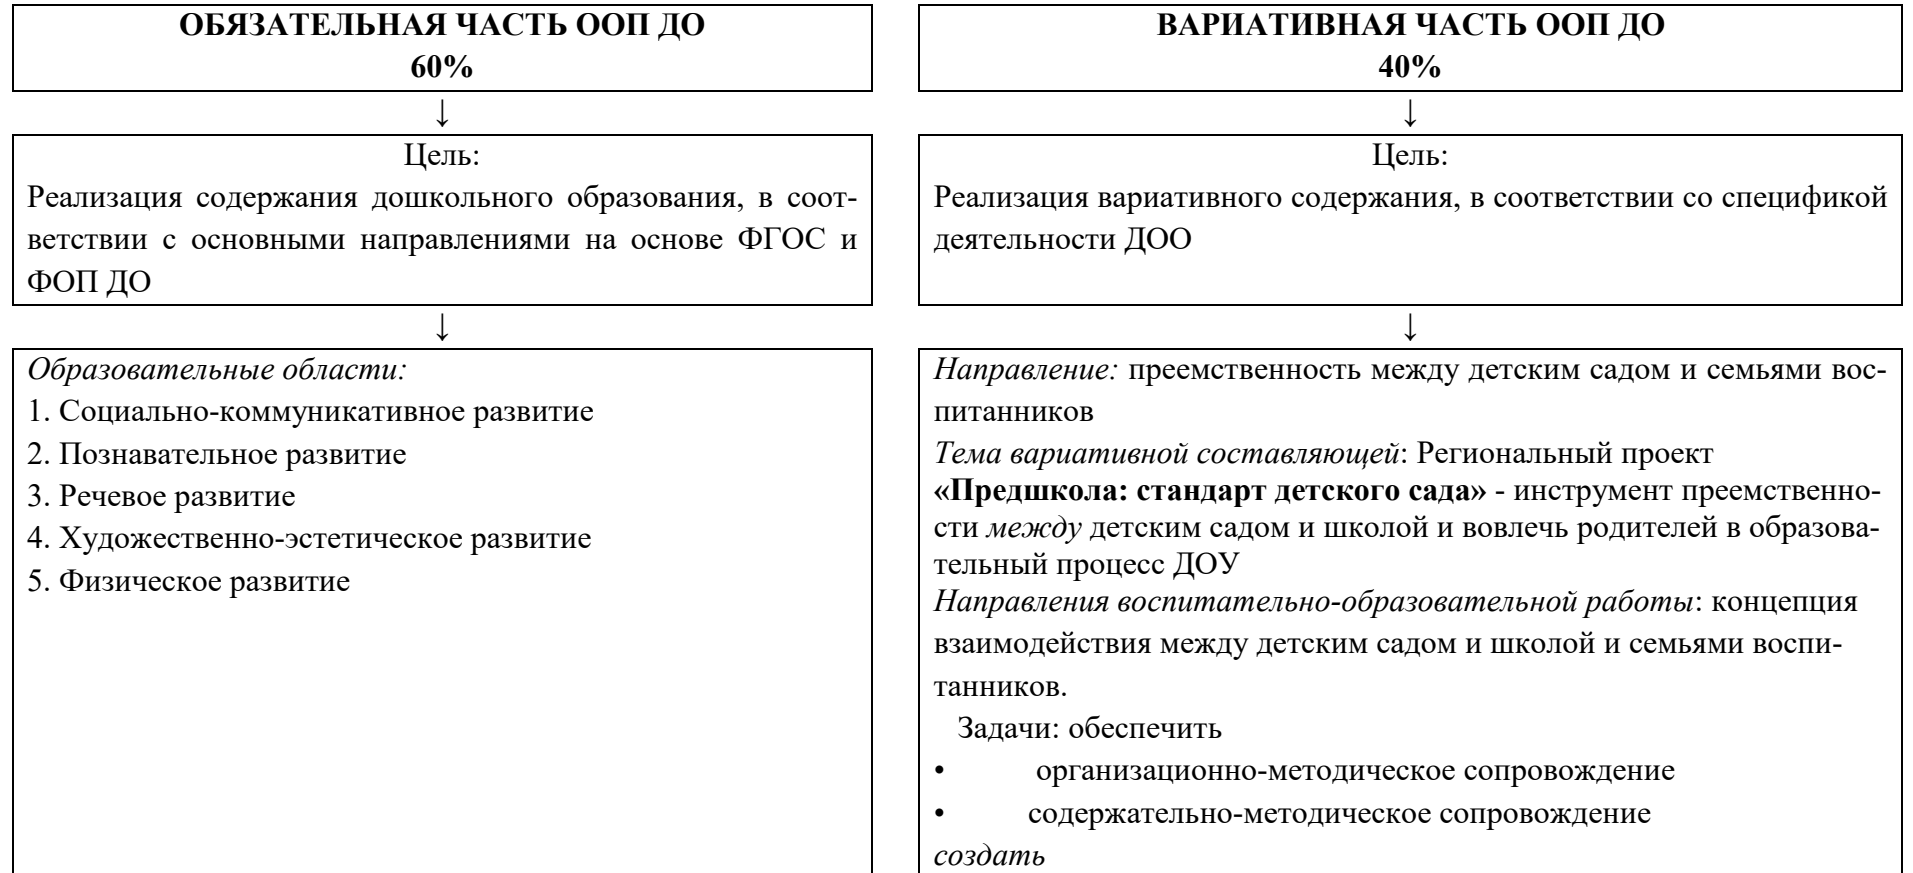 ОБЯЗАТЕЛЬНАЯ ЧАСТЬ ООП ДО
60%
↓
Цель:
Реализация содержания дошкольного образования, в соот-
ветствии с основными направлениями на основе ФГОС и
ФОП ДО
↓
Образовательные области:
1. Социально-коммуникативное развитие
2. Познавательное развитие
3. Речевое развитие
4. Художественно-эстетическое развитие
5. Физическое развитие
ВАРИАТИВНАЯ ЧАСТЬ ООП ДО
40%
↓
Цель:
Реализация вариативного содержания, в соответствии со спецификой
деятельности ДОО
↓
Направление: преемственность между детским садом и семьями вос-
питанников
Тема вариативной составляющей: Региональный проект
«Предшкола: стандарт детского сада» - инструмент преемственно-
сти между детским садом и школой и вовлечь родителей в образова-
тельный процесс ДОУ
Направления воспитательно-образовательной работы: концепция
взаимодействия между детским садом и школой и семьями воспи-
танников.
Задачи: обеспечить
• организационно-методическое сопровождение
• содержательно-методическое сопровождение
создать